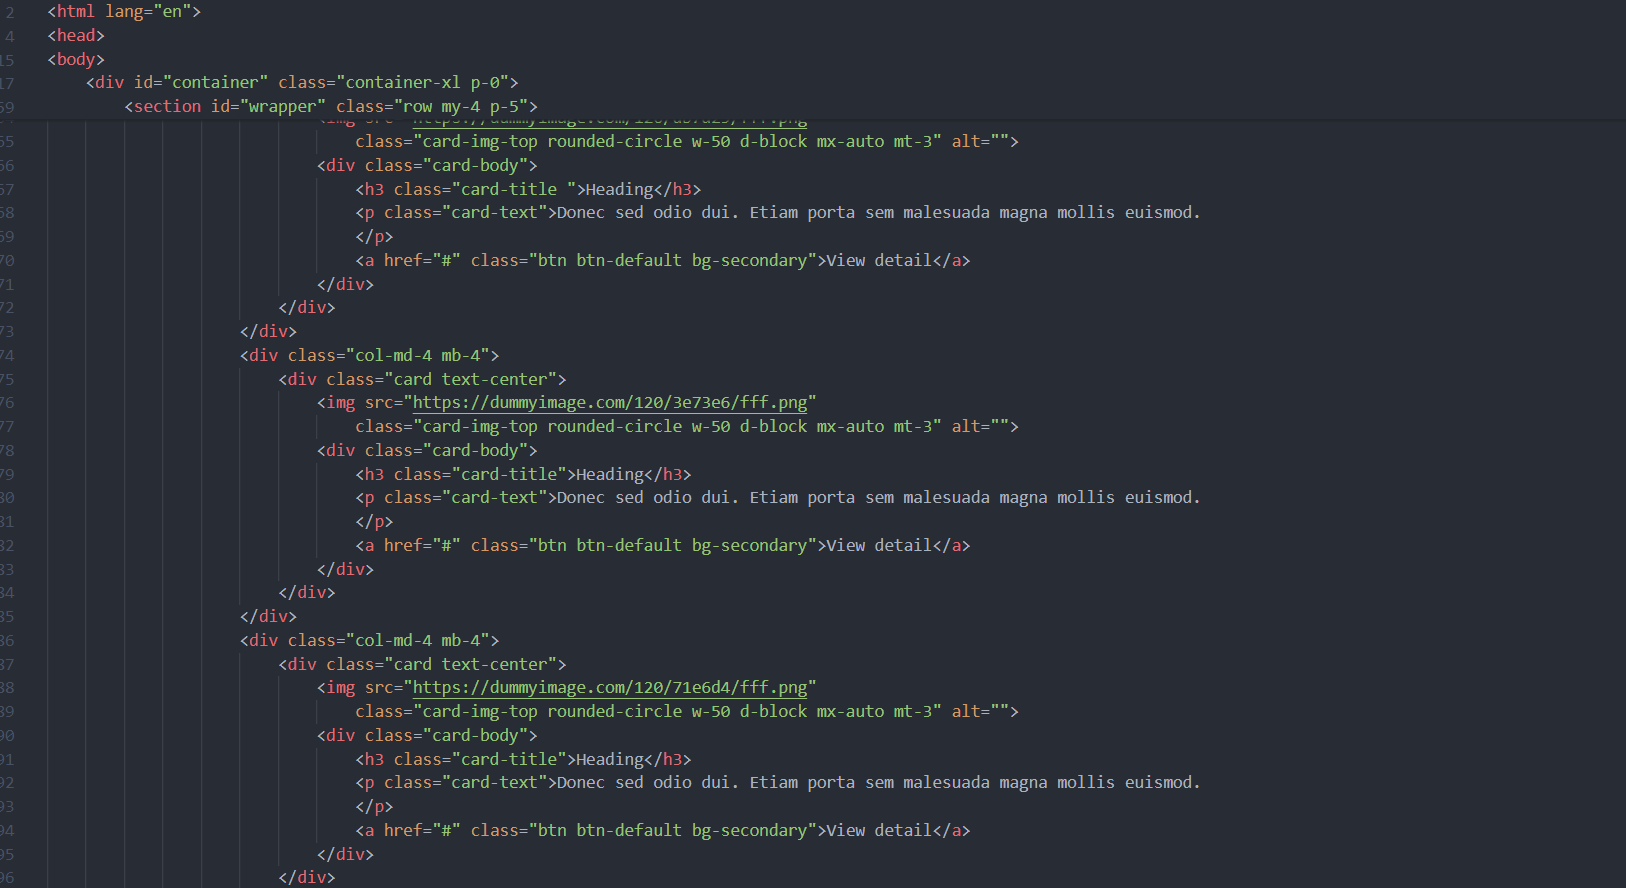 2 <html lang="en">
4 <head>
15 <body>
17 <div id="container" class="container-xl p-0">
59 <section id="wrapper" class="row my-4 p-5">
65 class="card-img-top rounded-circle w-50 d-block mx-auto mt-3" alt="">
66 <div class="card-body">
67 <h3 class="card-title ">Heading</h3>
68 <p class="card-text">Donec sed odio dui. Etiam porta sem malesuada magna mollis euismod.
69 </p>
70 <a href="#" class="btn btn-default bg-secondary">View detail</a>
71 </div>
72 </div>
73 </div>
74 <div class="col-md-4 mb-4">
75 <div class="card text-center">
76 <img src="https://dummyimage.com/120/3e73e6/fff.png"
77 class="card-img-top rounded-circle w-50 d-block mx-auto mt-3" alt="">
78 <div class="card-body">
79 <h3 class="card-title">Heading</h3>
80 <p class="card-text">Donec sed odio dui. Etiam porta sem malesuada magna mollis euismod.
81 </p>
82 <a href="#" class="btn btn-default bg-secondary">View detail</a>
83 </div>
84 </div>
85 </div>
86 <div class="col-md-4 mb-4">
87 <div class="card text-center">
88 <img src="https://dummyimage.com/120/71e6d4/fff.png"
89 class="card-img-top rounded-circle w-50 d-block mx-auto mt-3" alt="">
90 <div class="card-body">
91 <h3 class="card-title">Heading</h3>
92 <p class="card-text">Donec sed odio dui. Etiam porta sem malesuada magna mollis euismod.
93 </p>
94 <a href="#" class="btn btn-default bg-secondary">View detail</a>
95 </div>
96 </div>